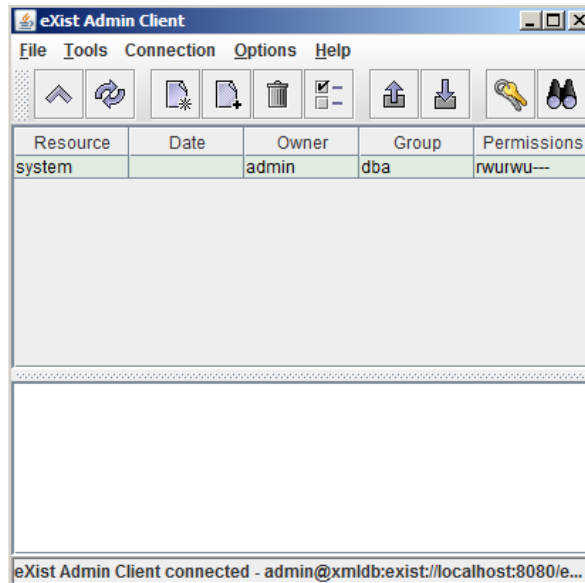 eXist Admin Client
File Tools Connection Options Help
Resource Date Owner Group Permissions
system admin dba rwurwu---
eXist Admin Client connected - admin@xmldb:exist://localhost:8080/e...